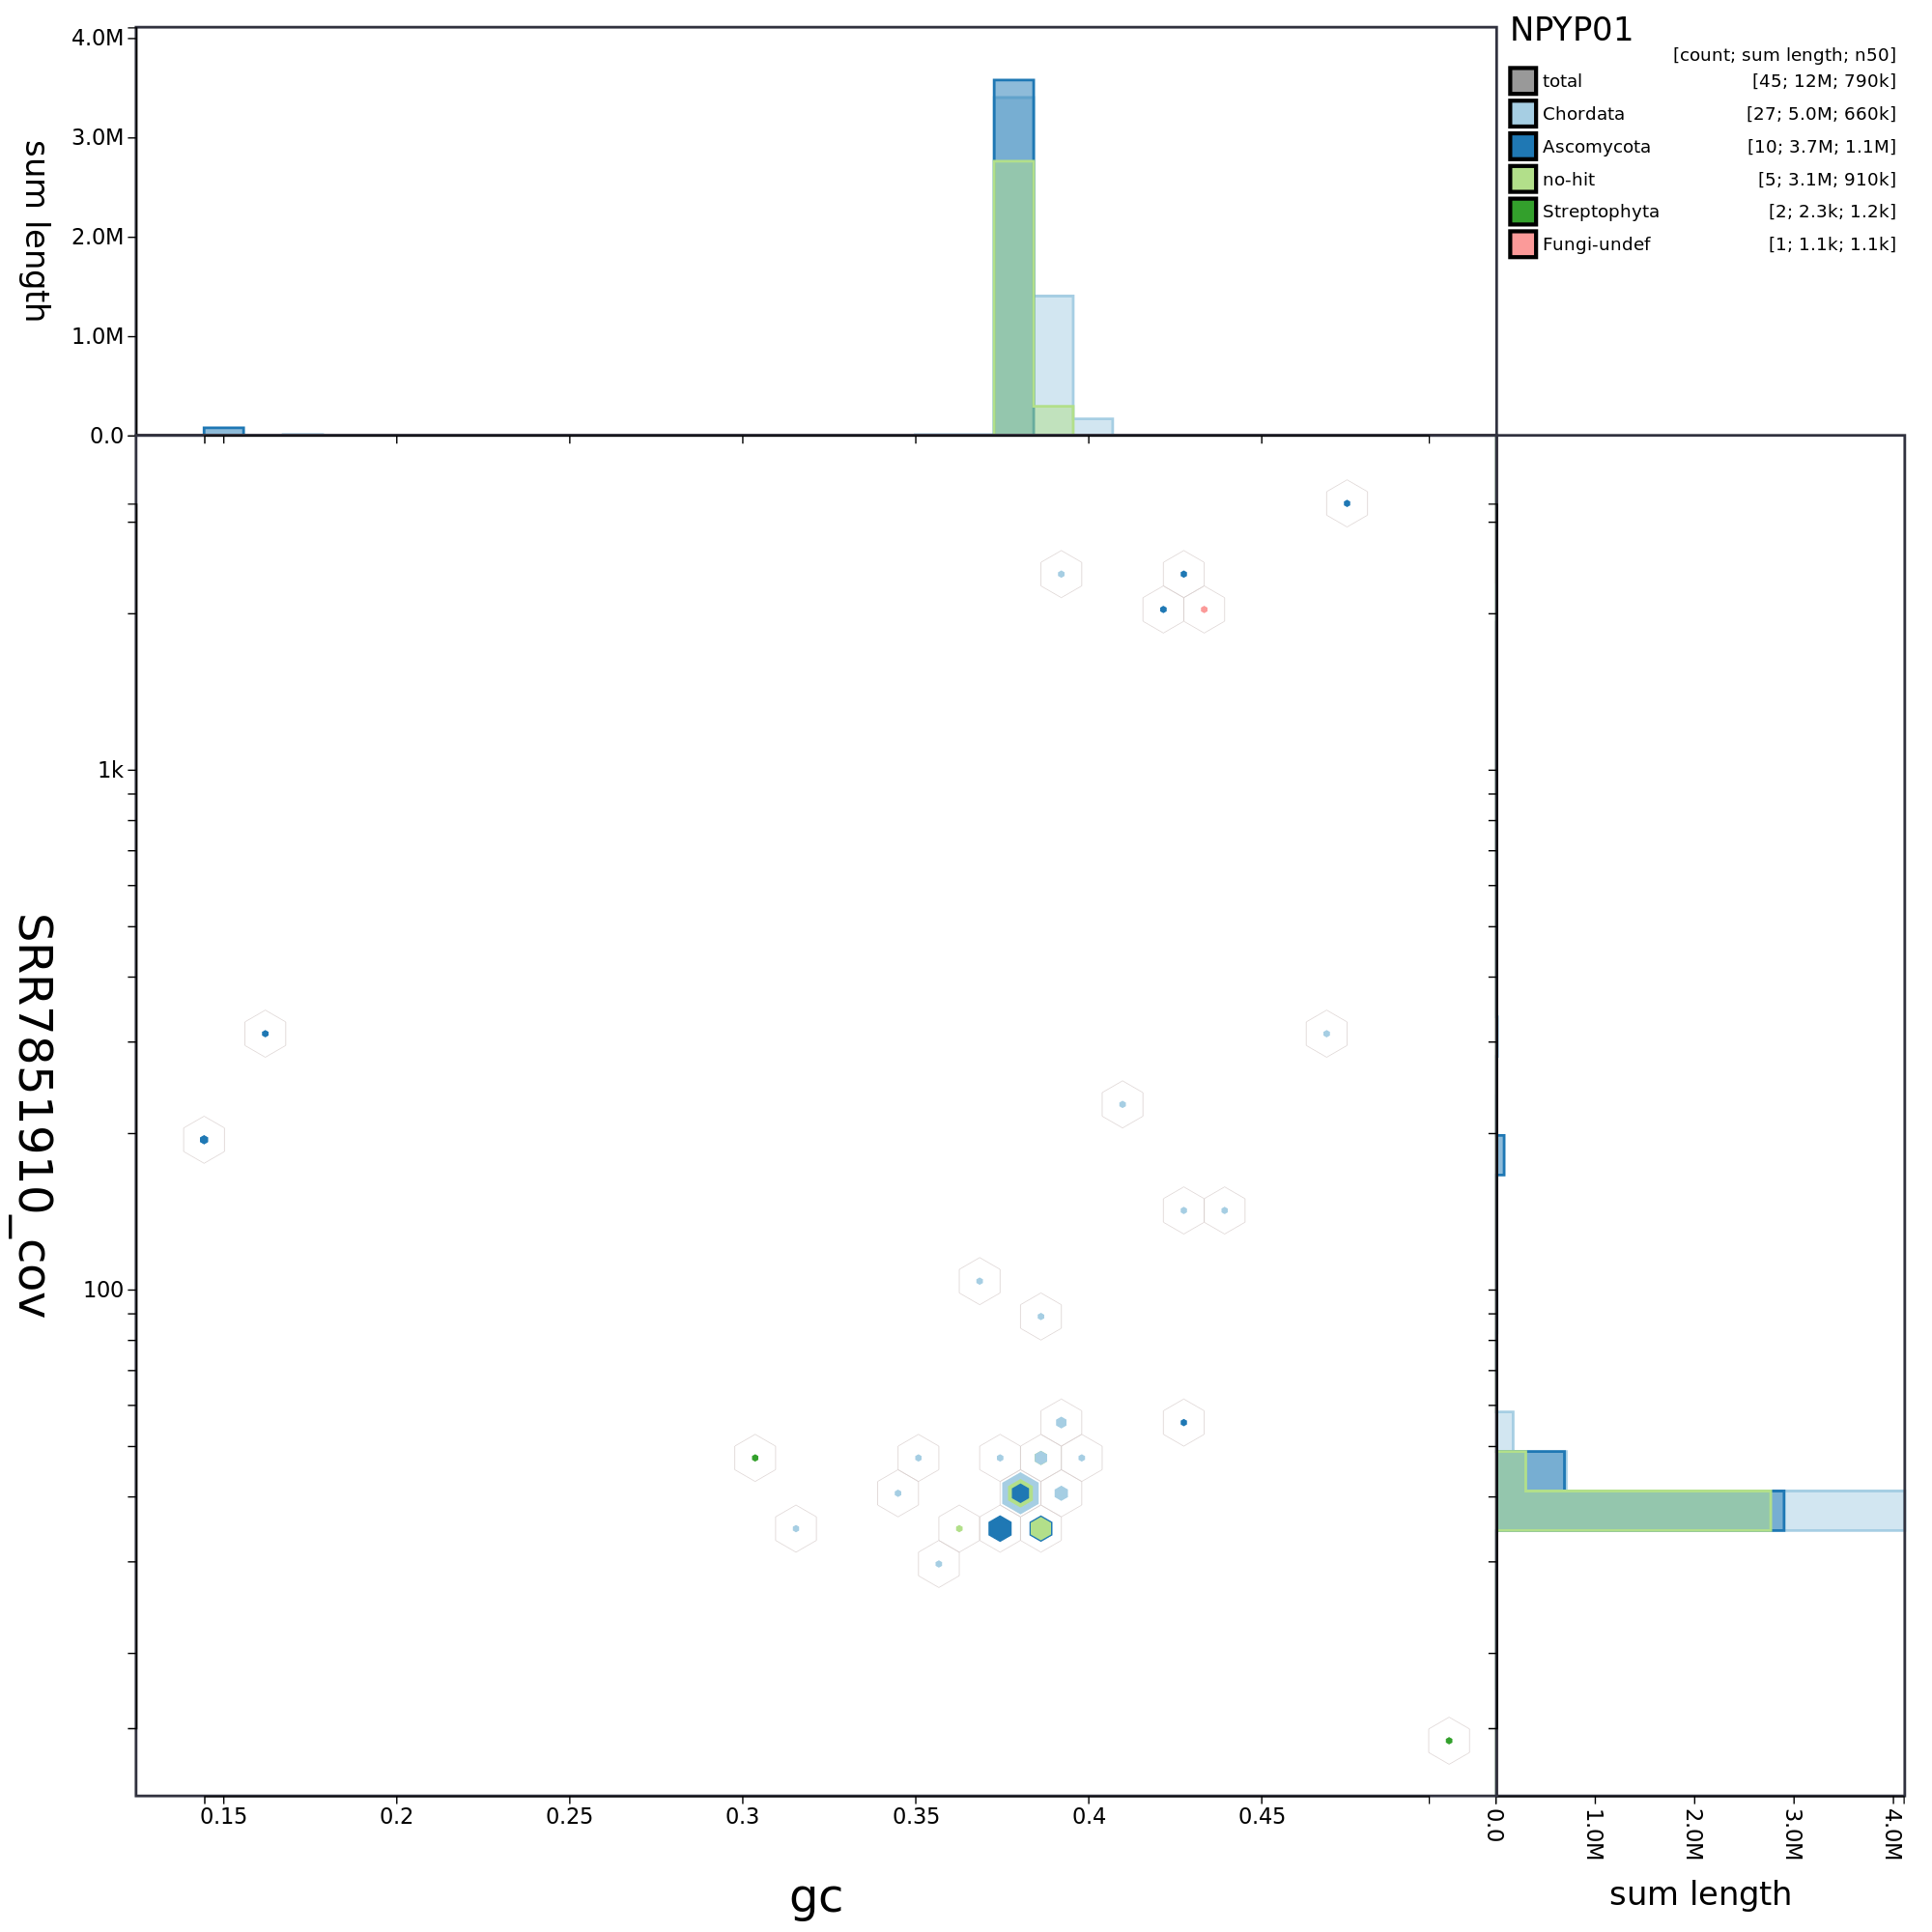 NPYP01
[count; sum length; n50]
total [45; 12M; 790k]
Chordata [27; 5.0M; 660k]
Ascomycota [10; 3.7M; 1.1M]
no-hit [5; 3.1M; 910k]
Streptophyta [2; 2.3k; 1.2k]
Fungi-undef [1; 1.1k; 1.1k]
sum length
4.0M
3.0M
2.0M
1.0M
0.0
SRR7851910_cov
1k
100
0.15 0.2 0.25 0.3 0.35 0.4 0.45
gc
0.0 1.0M 2.0M 3.0M 4.0M
sum length